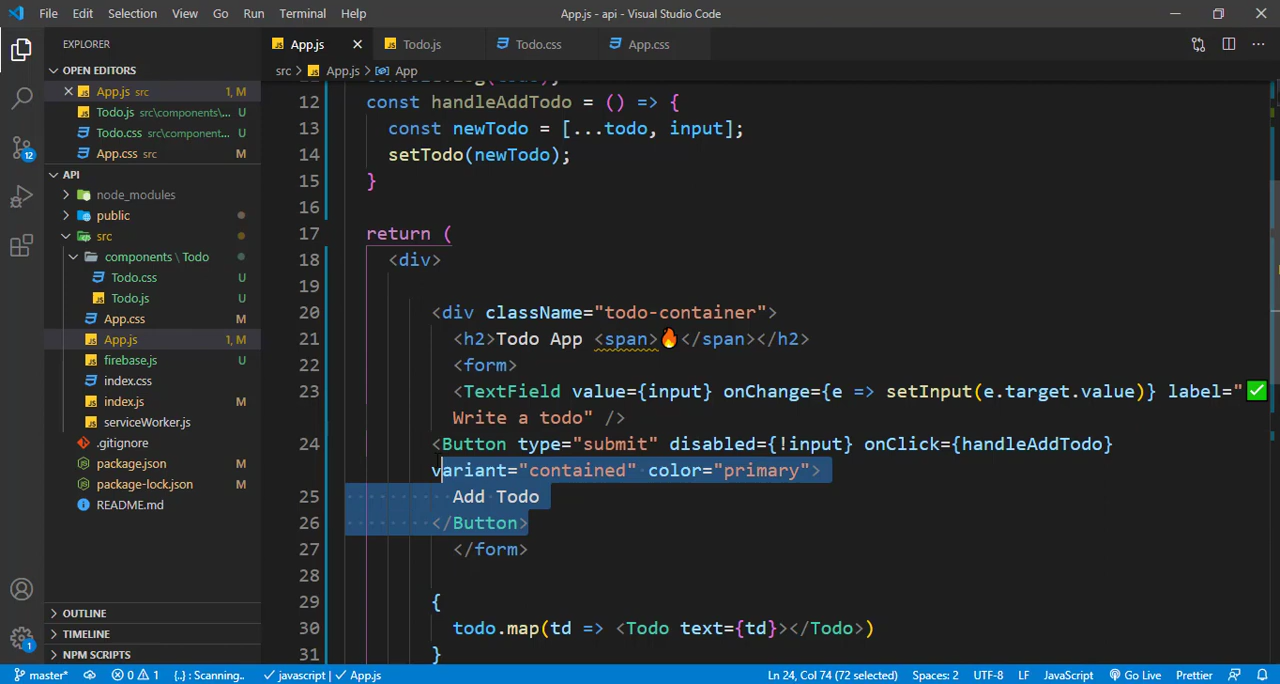 File Edit Selection View Go Run Terminal Help App.js - api - Visual Studio Code
EXPLORER
App.js Todo.js Todo.css App.css
OPEN EDITORS
src > App.js > App
App.js src 1, M
Todo.js src\components\... U
Todo.css src\component... U
App.css src M
API
node_modules
public
src
components \ Todo
Todo.css U
Todo.js U
App.css M
App.js 1, M
firebase.js U
index.css
index.js M
serviceWorker.js
.gitignore
package.json M
package-lock.json M
README.md
OUTLINE
TIMELINE
NPM SCRIPTS
12 const handleAddTodo = () => {
13 const newTodo = [...todo, input];
14 setTodo(newTodo);
15 }
16
17 return (
18 <div>
19
20 <div className="todo-container">
21 <h2>Todo App <span>🔥</span></h2>
22 <form>
23 <TextField value={input} onChange={e => setInput(e.target.value)} label="✅
Write a todo" />
24 <Button type="submit" disabled={!input} onClick={handleAddTodo}
variant="contained" color="primary">
25 Add Todo
26 </Button>
27 </form>
28
29 {
30 todo.map(td => <Todo text={td}></Todo>)
31 }
12
1
master* 0 1 {..} : Scanning.. javascript App.js Ln 24, Col 74 (72 selected) Spaces: 2 UTF-8 LF JavaScript Go Live Prettier